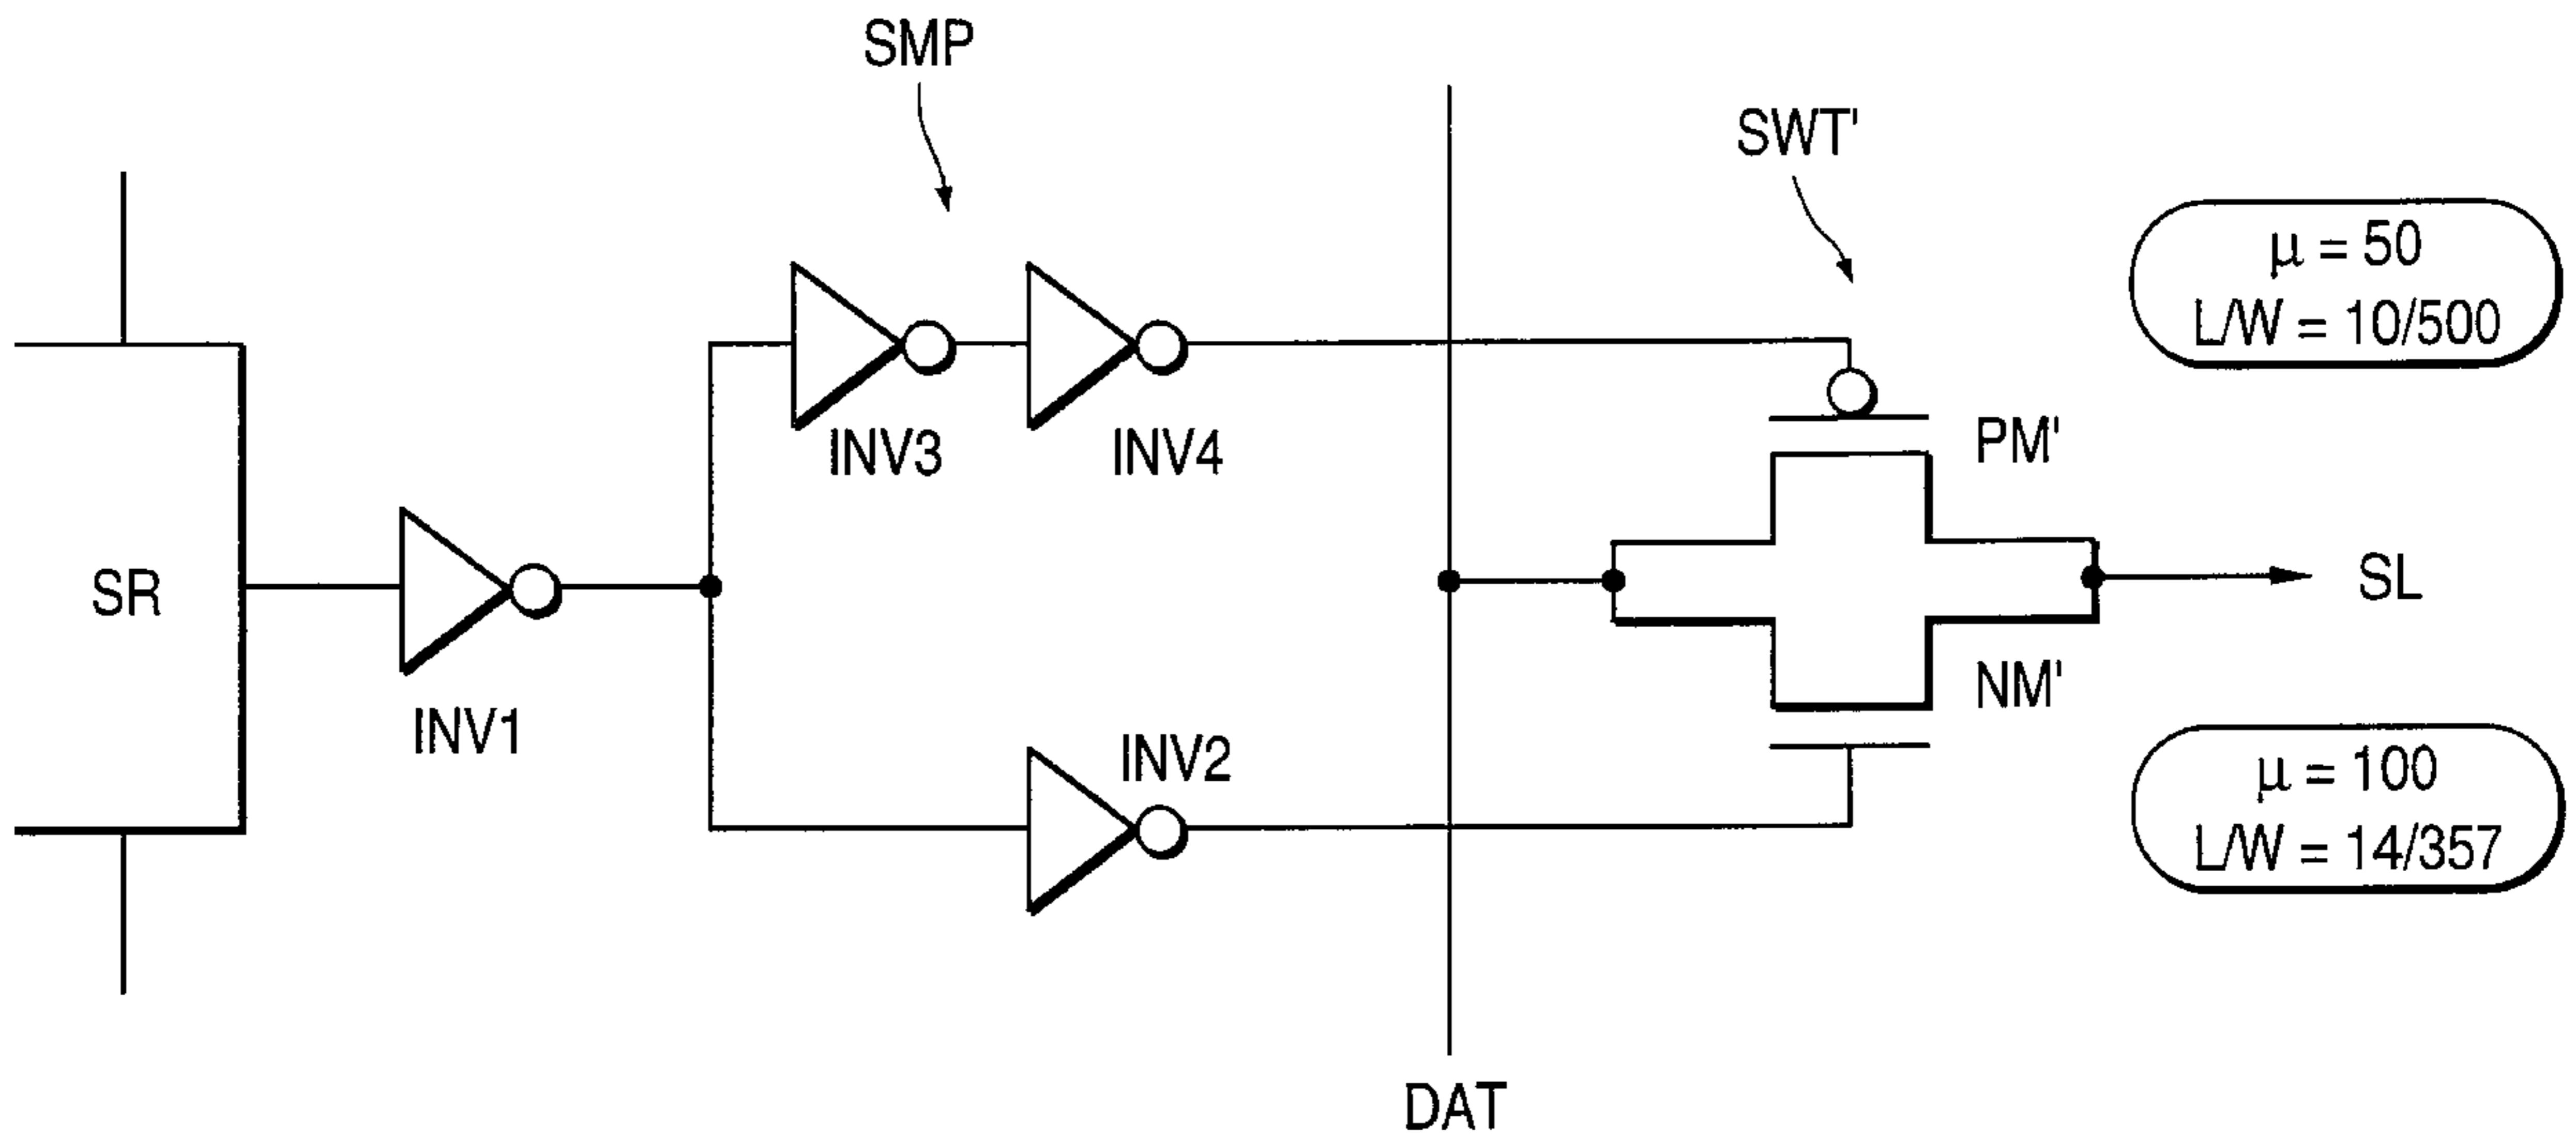 SMP
SWT'
μ = 50
L/W = 10/500
INV3
INV4
PM'
SR
SL
INV1
INV2
NM'
μ = 100
L/W = 14/357
DAT